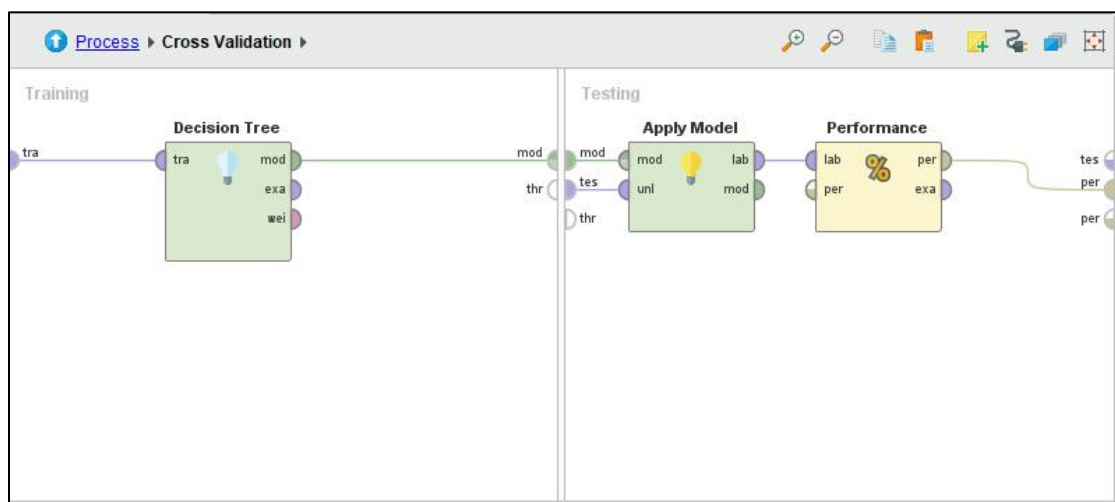 Process Cross Validation
Training
Decision Tree
tra
tra
mod
exa
wei
mod
thr
Testing
Apply Model
Performance
mod
tes
thr
mod
unl
lab
mod
lab
per
%
per
exa
tes
per
per